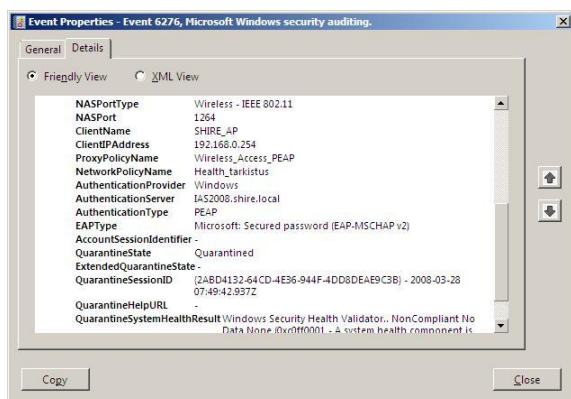 Event Properties - Event 6276, Microsoft Windows security auditing.
General Details
Friendly View XML View
NASPortType Wireless - IEEE 802.11
NASPort 1264
ClientName SHIRE_AP
ClientIPAddress 192.168.0.254
ProxyPolicyName Wireless_Access_PEAP
NetworkPolicyName Health_tarkistus
AuthenticationProvider Windows
AuthenticationServer IAS2008.shire.local
AuthenticationType PEAP
EAPType Microsoft: Secured password (EAP-MSCHAP v2)
AccountSessionIdentifier -
QuarantineState Quarantined
ExtendedQuarantineState -
QuarantineSessionID {2ABD4132-64CD-4E36-944F-4DD8DEAE9C3B} - 2008-03-28
07:49:42.937Z
QuarantineHelpURL -
QuarantineSystemHealthResult Windows Security Health Validator.. NonCompliant No
Data None (0xc0ff0001 - A system health component is
Copy Close